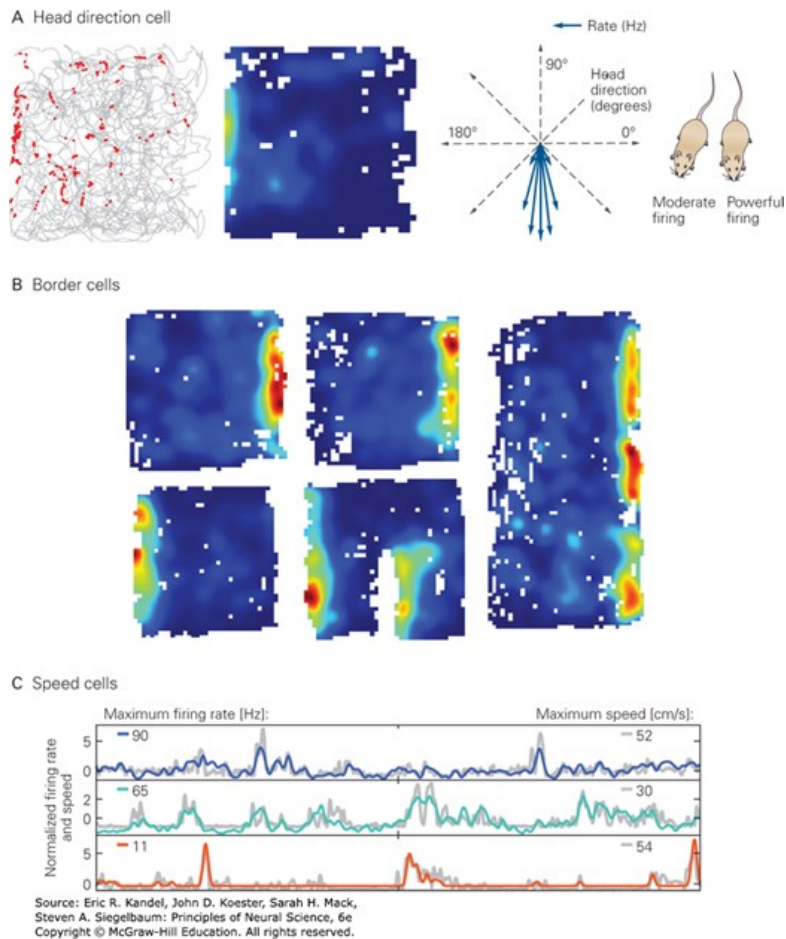 A Head direction cell
Rate (Hz)
90°
Head
direction
(degrees)
180°
0°
Moderate
firing
Powerful
firing
B Border cells
C Speed cells
Maximum firing rate [Hz]:
Maximum speed [cm/s]:
Normalized firing rate
and speed
5
0
90
52
2
0
65
30
5
0
11
54
Source: Eric R. Kandel, John D. Koester, Sarah H. Mack,
Steven A. Siegelbaum: Principles of Neural Science, 6e
Copyright © McGraw-Hill Education. All rights reserved.